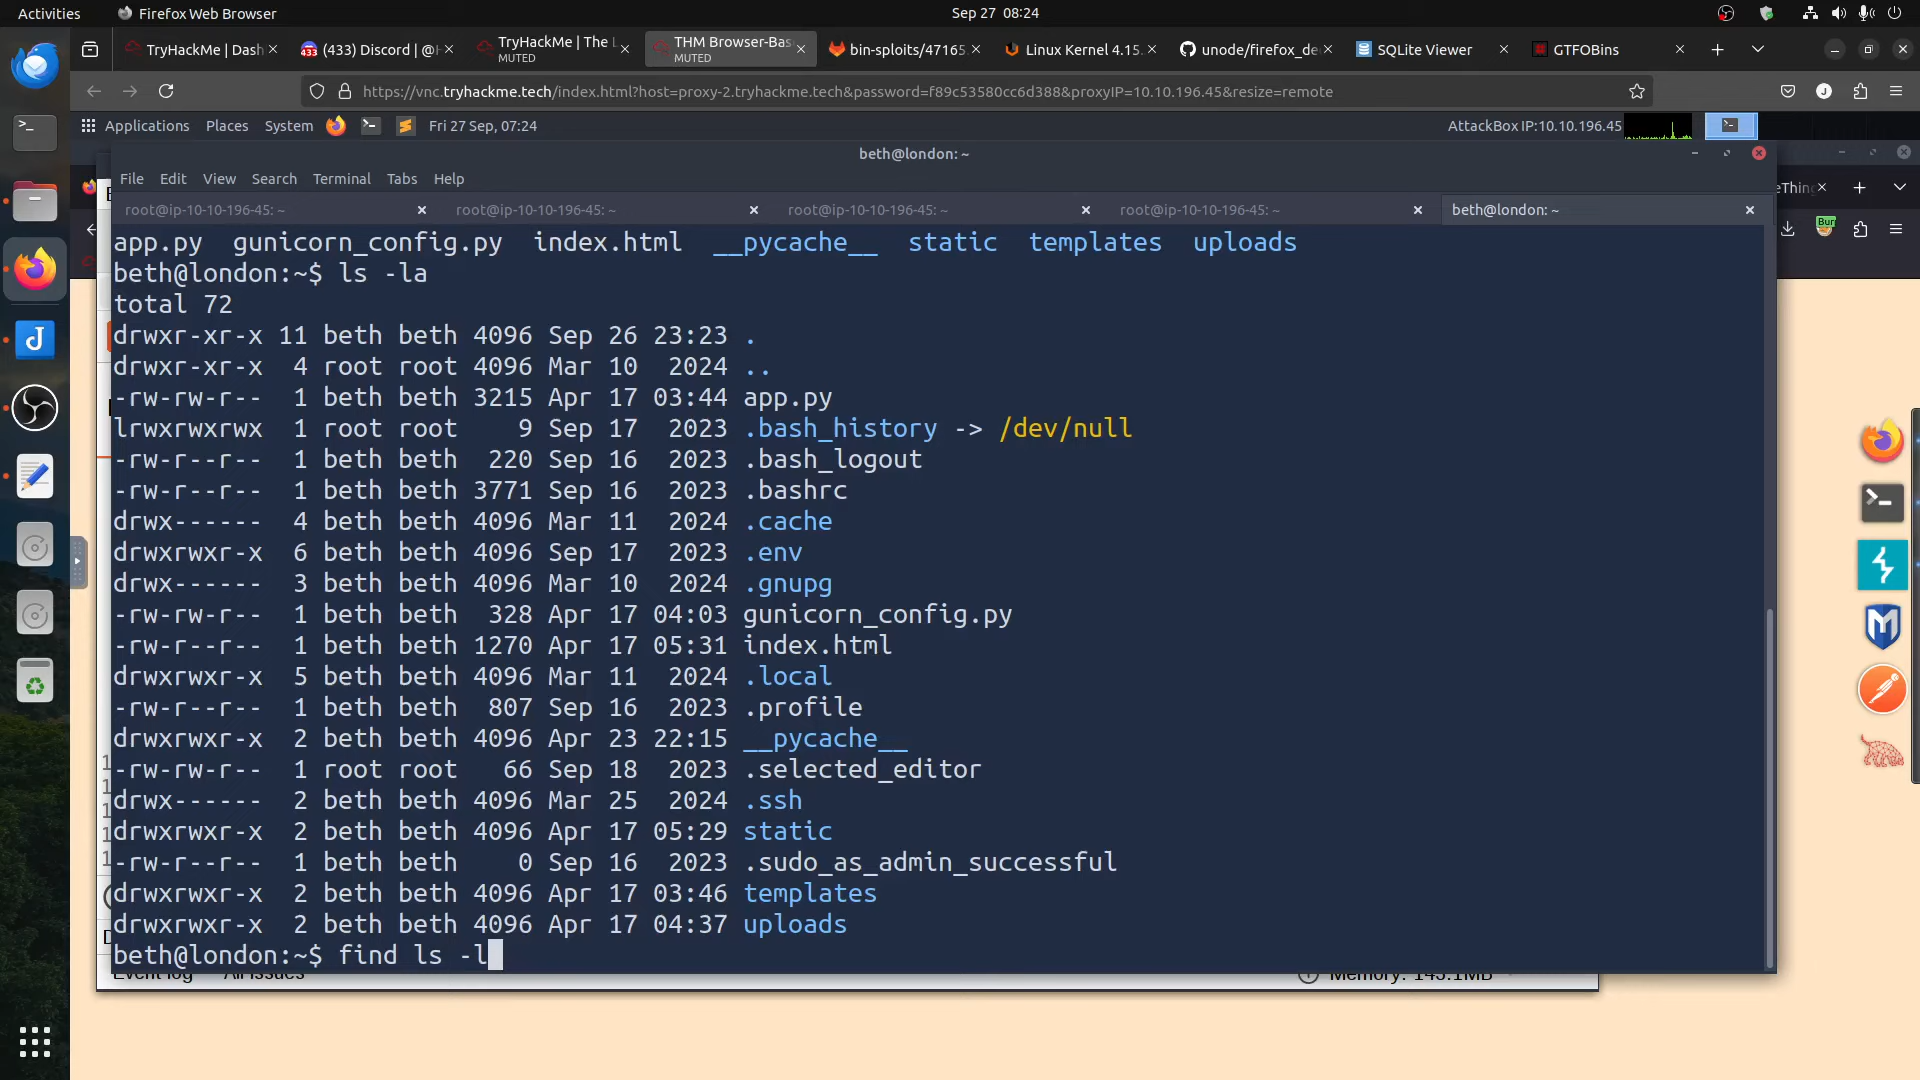 Activities Firefox Web Browser Sep 27 08:24
TryHackMe | Dash (433) Discord | @H TryHackMe | The L THM Browser-Bas bin-sploits/47165. Linux Kernel 4.15. unode/firefox_de SQLite Viewer GTFOBins
MUTED MUTED
https://vnc.tryhackme.tech/index.html?host=proxy-2.tryhackme.tech&password=f89c53580cc6d388&proxyIP=10.10.196.45&resize=remote
Applications Places System Fri 27 Sep, 07:24 AttackBox IP:10.10.196.45
beth@london: ~
File Edit View Search Terminal Tabs Help
root@ip-10-10-196-45: ~ root@ip-10-10-196-45: ~ root@ip-10-10-196-45: ~ root@ip-10-10-196-45: ~ beth@london: ~
app.py gunicorn_config.py index.html __pycache__ static templates uploads
beth@london:~$ ls -la
total 72
drwxr-xr-x 11 beth beth 4096 Sep 26 23:23 .
drwxr-xr-x 4 root root 4096 Mar 10 2024 ..
-rw-rw-r-- 1 beth beth 3215 Apr 17 03:44 app.py
lrwxrwxrwx 1 root root 9 Sep 17 2023 .bash_history -> /dev/null
-rw-r--r-- 1 beth beth 220 Sep 16 2023 .bash_logout
-rw-r--r-- 1 beth beth 3771 Sep 16 2023 .bashrc
drwx------ 4 beth beth 4096 Mar 11 2024 .cache
drwxrwxr-x 6 beth beth 4096 Sep 17 2023 .env
drwx------ 3 beth beth 4096 Mar 10 2024 .gnupg
-rw-rw-r-- 1 beth beth 328 Apr 17 04:03 gunicorn_config.py
-rw-rw-r-- 1 beth beth 1270 Apr 17 05:31 index.html
drwxrwxr-x 5 beth beth 4096 Mar 11 2024 .local
-rw-r--r-- 1 beth beth 807 Sep 16 2023 .profile
drwxrwxr-x 2 beth beth 4096 Apr 23 22:15 __pycache__
-rw-rw-r-- 1 root root 66 Sep 18 2023 .selected_editor
drwx------ 2 beth beth 4096 Mar 25 2024 .ssh
drwxrwxr-x 2 beth beth 4096 Apr 17 05:29 static
-rw-r--r-- 1 beth beth 0 Sep 16 2023 .sudo_as_admin_successful
drwxrwxr-x 2 beth beth 4096 Apr 17 03:46 templates
drwxrwxr-x 2 beth beth 4096 Apr 17 04:37 uploads
beth@london:~$ find ls -l
Event log All issues Memory: 145.1MB